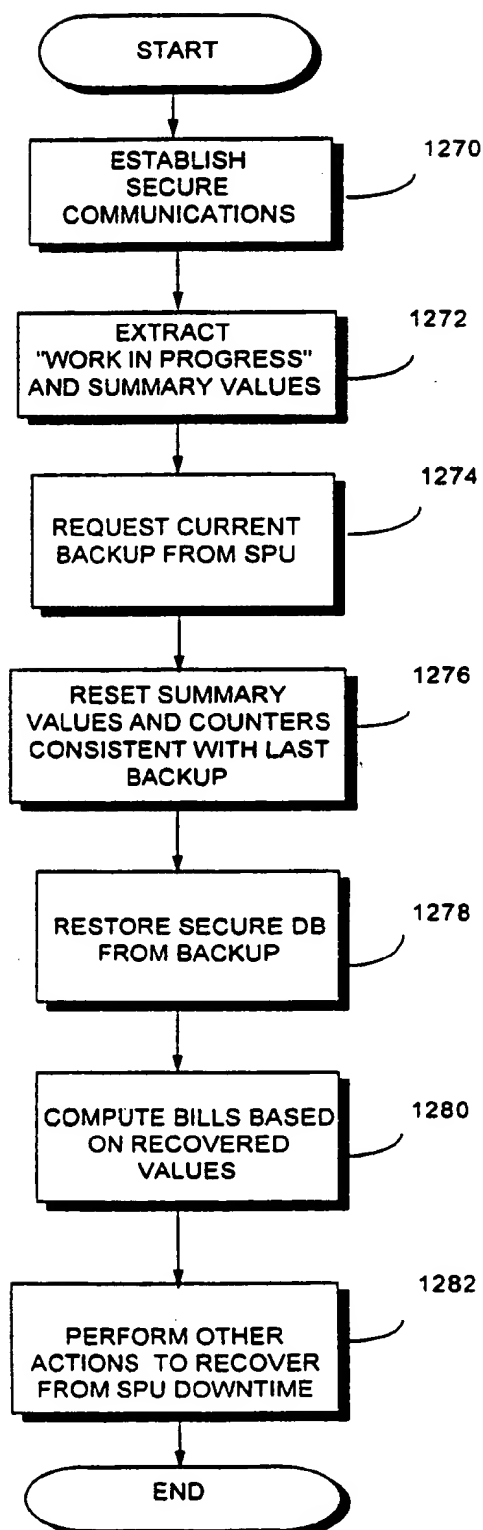 START
1270
ESTABLISH
SECURE
COMMUNICATIONS
1272
EXTRACT
"WORK IN PROGRESS"
AND SUMMARY VALUES
1274
REQUEST CURRENT
BACKUP FROM SPU
1276
RESET SUMMARY
VALUES AND COUNTERS
CONSISTENT WITH LAST
BACKUP
1278
RESTORE SECURE DB
FROM BACKUP
1280
COMPUTE BILLS BASED
ON RECOVERED
VALUES
1282
PERFORM OTHER
ACTIONS TO RECOVER
FROM SPU DOWNTIME
END